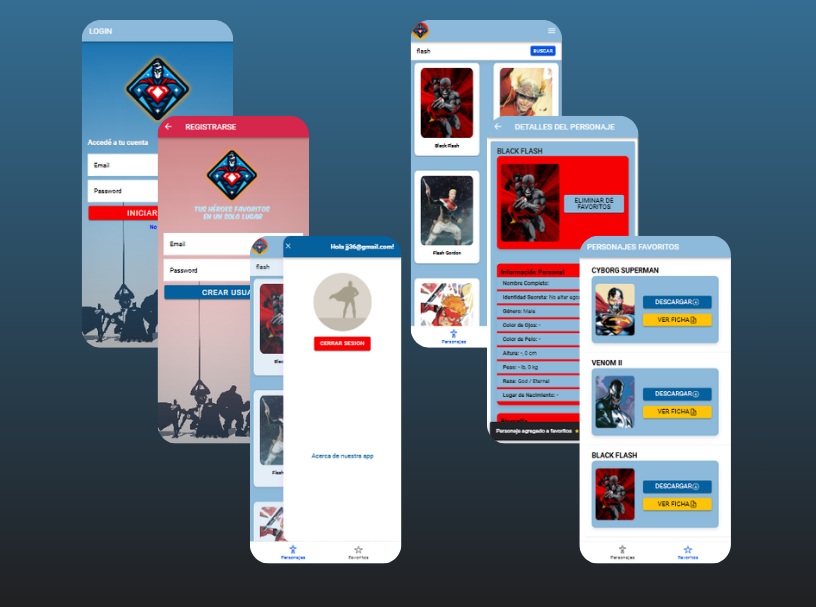 LOGIN
Accedé a tu cuenta
Email
Password
INICIAR
No
REGISTRARSE
TUS HÉROES FAVORITOS
EN UN SOLO LUGAR
Email
Password
CREAR USUA
flash
Hola jj36@gmail.com!
CERRAR SESION
Acerca de nuestra app
Personajes
Favoritos
flash
BUSCAR
Black Flash
Flash Gordon
Personajes
DETALLES DEL PERSONAJE
BLACK FLASH
ELIMINAR DE
FAVORITOS
Información Personal
Nombre Completo:
Identidad Secreta: No alter egos
Género: Male
Color de Ojos: -
Color de Pelo: -
Altura: -, 0 cm
Peso: - lb, 0 kg
Raza: God / Eternal
Lugar de Nacimiento: -
Personaje agregado a favoritos
PERSONAJES FAVORITOS
CYBORG SUPERMAN
DESCARGAR
VER FICHA
VENOM II
DESCARGAR
VER FICHA
BLACK FLASH
DESCARGAR
VER FICHA
Personajes
Favoritos